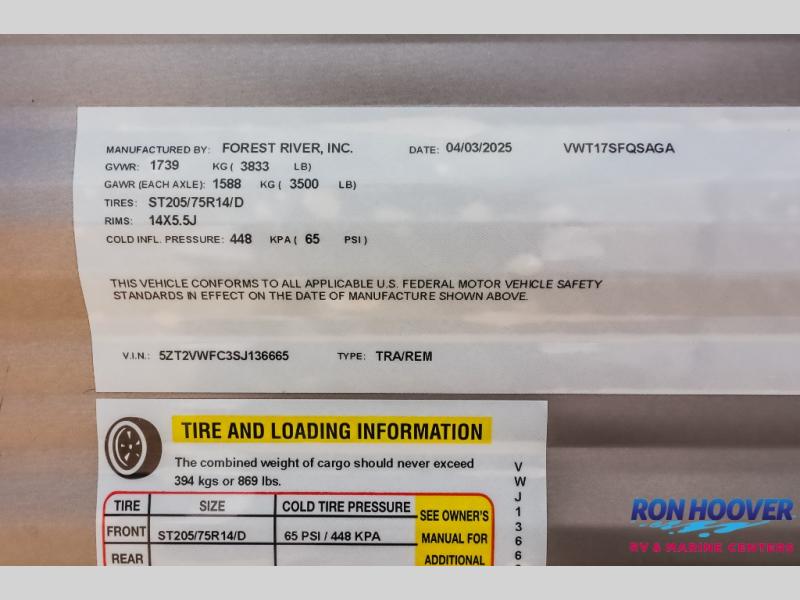 MANUFACTURED BY: FOREST RIVER, INC. DATE: 04/03/2025 VWT17SFQSAGA
GVWR: 1739 KG ( 3833 LB)
GAWR (EACH AXLE): 1588 KG ( 3500 LB)
TIRES: ST205/75R14/D
RIMS: 14X5.5J
COLD INFL. PRESSURE: 448 KPA ( 65 PSI )
THIS VEHICLE CONFORMS TO ALL APPLICABLE U.S. FEDERAL MOTOR VEHICLE SAFETY
STANDARDS IN EFFECT ON THE DATE OF MANUFACTURE SHOWN ABOVE.
V.I.N.: 5ZT2VWFC3SJ136665 TYPE: TRA/REM
TIRE AND LOADING INFORMATION
The combined weight of cargo should never exceed
394 kgs or 869 lbs.
TIRE SIZE COLD TIRE PRESSURE SEE OWNER'S
FRONT ST205/75R14/D 65 PSI / 448 KPA MANUAL FOR
REAR ADDITIONAL
VWJ1366
RON HOOVER
RV & MARINE CENTERS